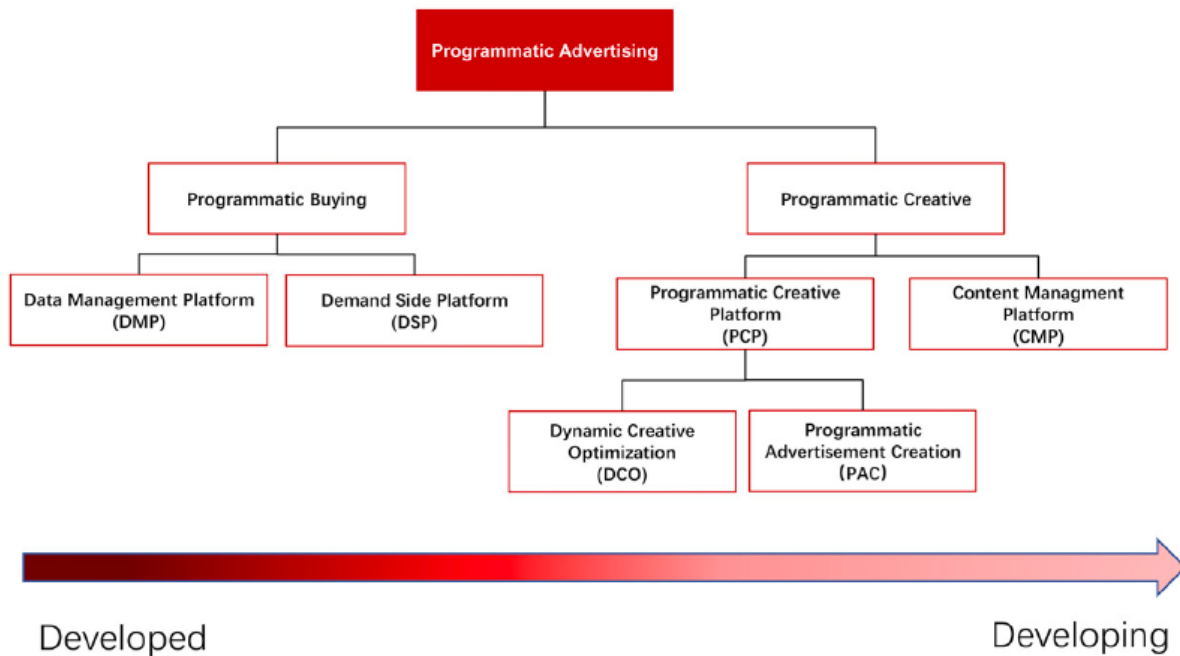 Programmatic Advertising
Programmatic Buying
Programmatic Creative
Data Management Platform
(DMP)
Demand Side Platform
(DSP)
Programmatic Creative
Platform
(PCP)
Content Managment
Platform
(CMP)
Dynamic Creative
Optimization
(DCO)
Programmatic
Advertisement Creation
(PAC)
Developed
Developing